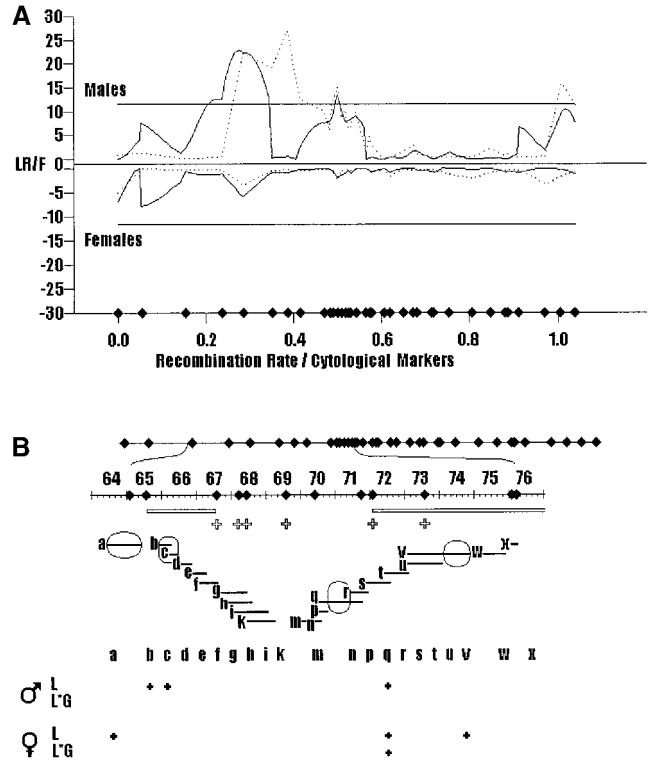 A
30
25
20
15
10
5
0
-5
-10
-15
-20
-25
-30
Males
LR/F
Females
0.0 0.2 0.4 0.6 0.8 1.0
Recombination Rate / Cytological Markers
B
64 65 66 67 68 69 70 71 72 73 74 75 76
a b c d e f g h i k m n p q r s t u v w x
a b c d e f g h i k m n p q r s t u v w x
♂ L
L*G
♀ L
L*G